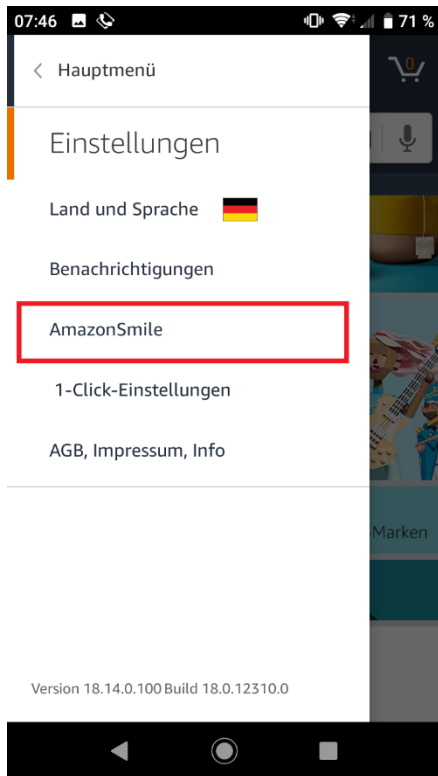 07:46
71 %
Hauptmenü
0
Einstellungen
Land und Sprache
Benachrichtigungen
AmazonSmile
1-Click-Einstellungen
AGB, Impressum, Info
-Marken
Version 18.14.0.100 Build 18.0.12310.0